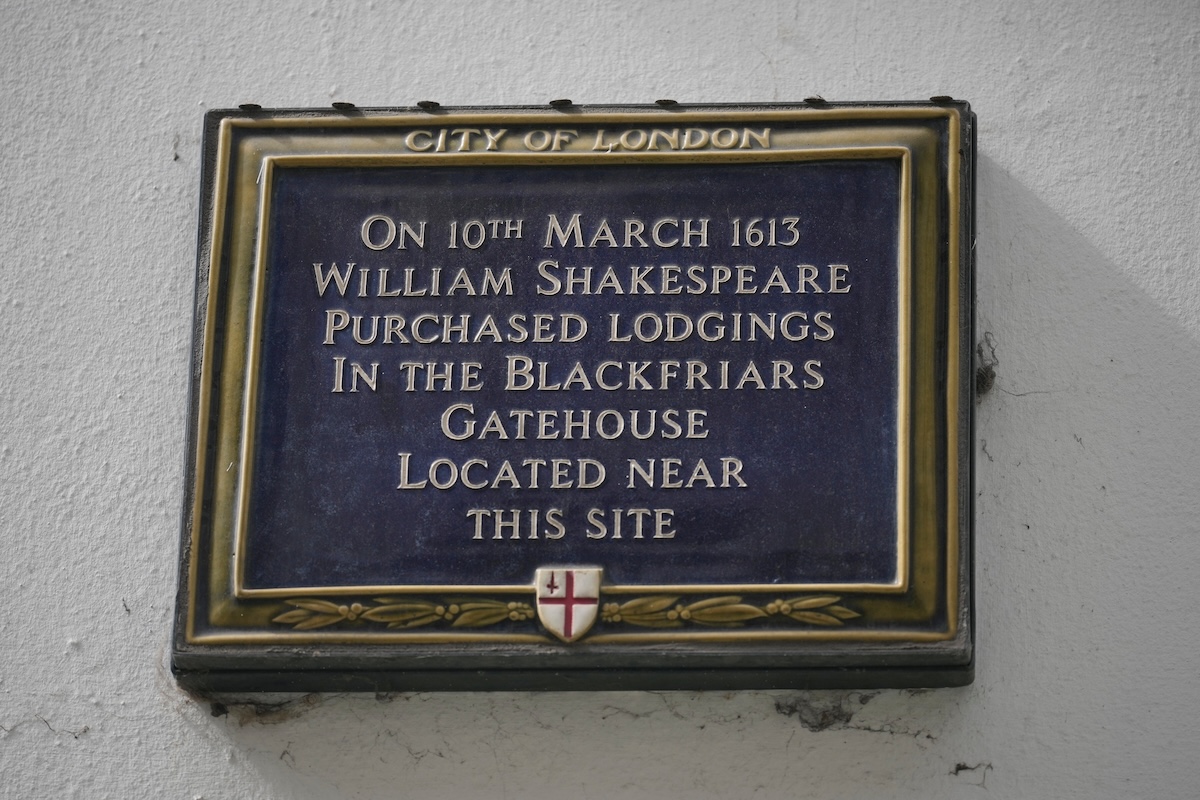 CITY OF LONDON
ON 10TH MARCH 1613
WILLIAM SHAKESPEARE
PURCHASED LODGINGS
IN THE BLACKFRIARS
GATEHOUSE
LOCATED NEAR
THIS SITE